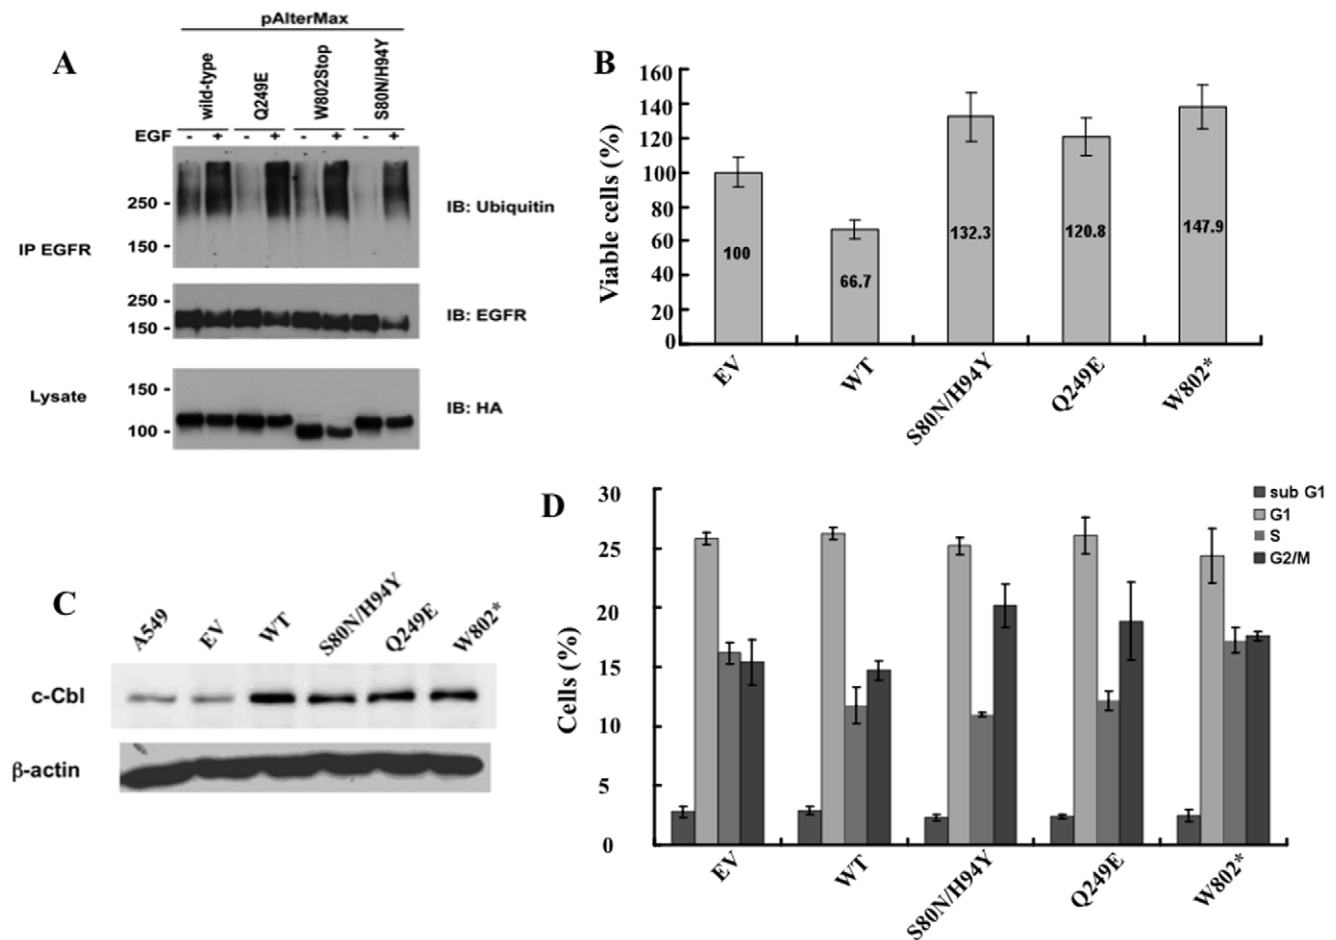 pAlterMax
A
wild-type
Q249E
W802Stop
S80N/H94Y
EGF - + - + - + - +
250 -
150 -
IB: Ubiquitin
IP EGFR
250 -
150 -
IB: EGFR
Lysate
150 -
100 -
IB: HA
B
Viable cells (%)
160
140
120
100
80
60
40
20
0
100
66.7
132.3
120.8
147.9
EV
WT
S80N/H94Y
Q249E
W802*
C
A549
EV
WT
S80N/H94Y
Q249E
W802*
c-Cbl
β-actin
D
Cells (%)
30
25
20
15
10
5
0
sub G1
G1
S
G2/M
EV
WT
S80N/H94Y
Q249E
W802*